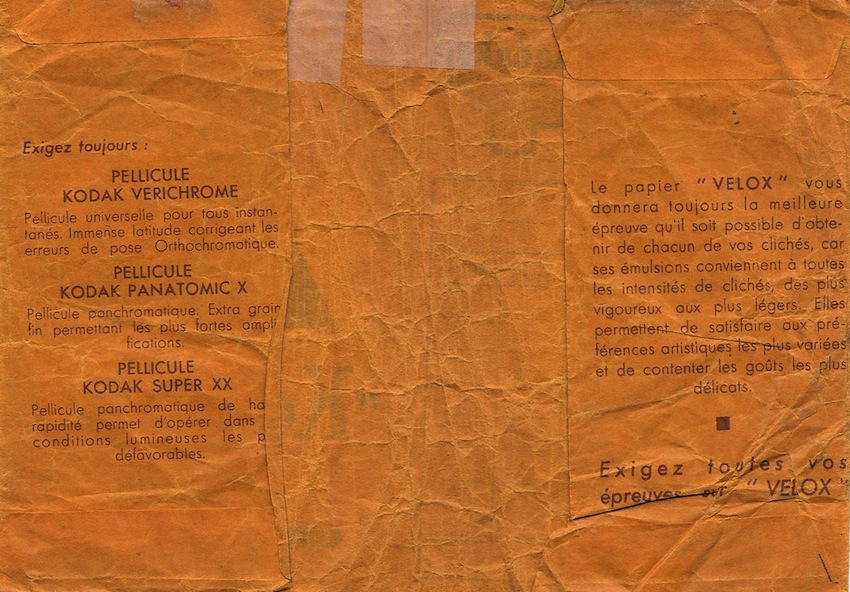 Exigez toujours :
PELLICULE
KODAK VERICHROME
Pellicule universelle pour tous instan-
tanés. Immense latitude corrigeant les
erreurs de pose Orthochromatique.
PELLICULE
KODAK PANATOMIC X
Pellicule panchromatique. Extra grain
fin permettant les plus fortes ampli
fications.
PELLICULE
KODAK SUPER XX
Pellicule panchromatique de ha
rapidité permet d'opérer dans
conditions lumineuses les p
défavorables.
Le papier " VELOX " vous
donnera toujours la meilleure
épreuve qu'il soit possible d'obte-
nir de chacun de vos clichés, car
ses émulsions conviennent à toutes
les intensités de clichés, des plus
vigoureux aux plus légers. Elles
permettent de satisfaire aux pré-
férences artistiques les plus variées
et de contenter les goûts les plus
délicats.
Exigez toutes vos
épreuves sur " VELOX "